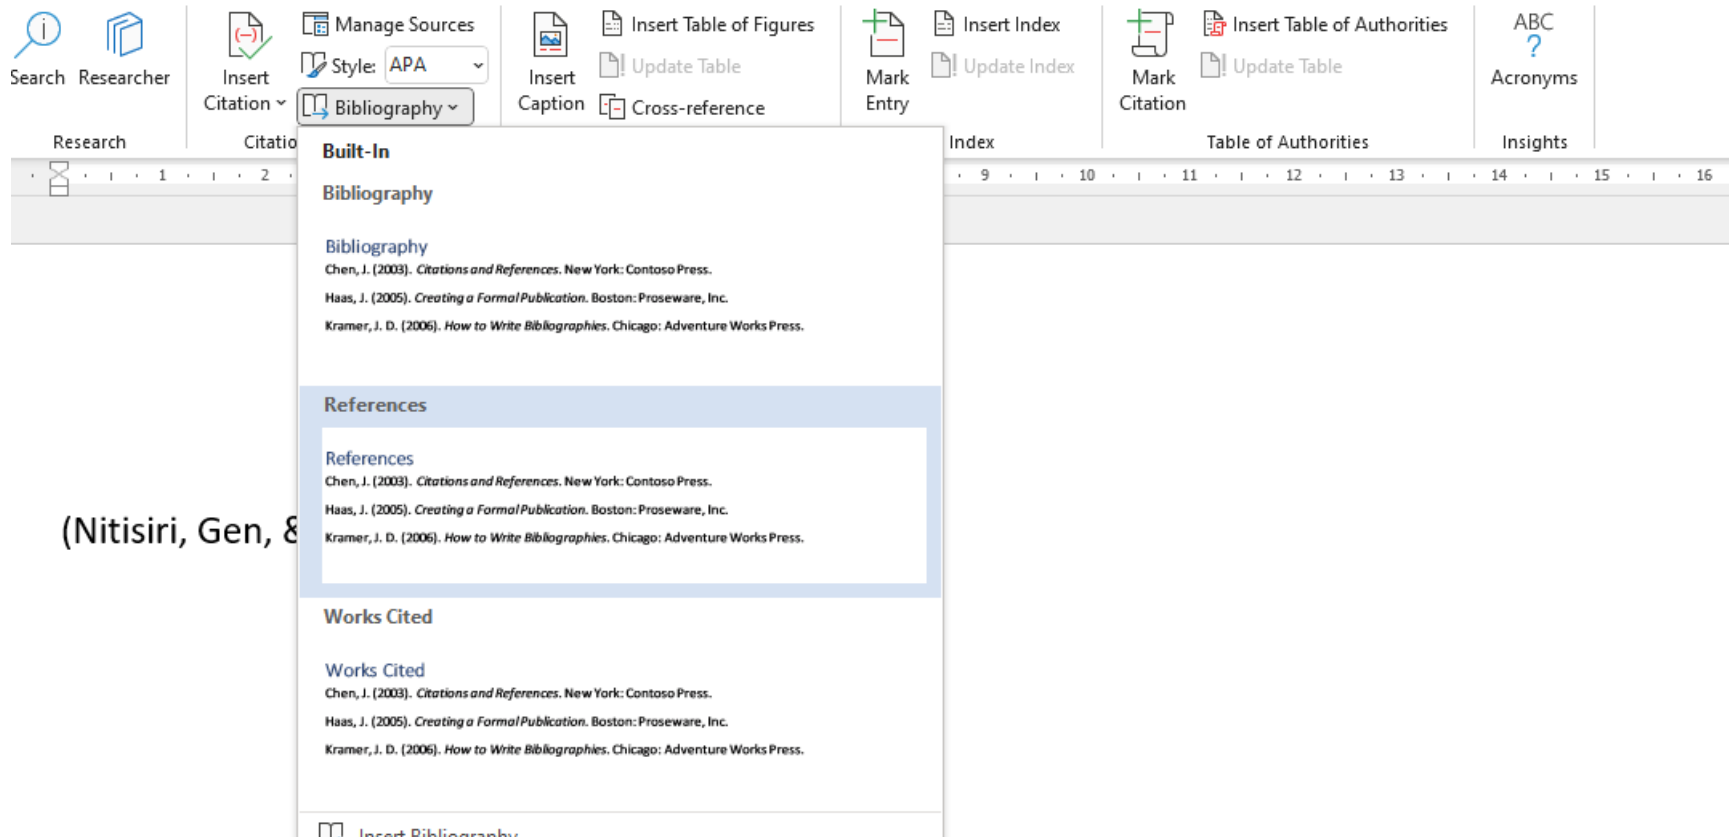 Search Researcher
Research
Insert
Citation
Manage Sources
Style: APA
Bibliography
Citatio
Insert
Caption
Insert Table of Figures
Update Table
Cross-reference
Mark
Entry
Insert Index
Update Index
Index
Mark
Citation
Insert Table of Authorities
Update Table
Table of Authorities
ABC
?
Acronyms
Insights
1 2 9 10 11 12 13 14 15 16
Built-In
Bibliography
Bibliography
Chen, J. (2003). Citations and References. New York: Contoso Press.
Haas, J. (2005). Creating a Formal Publication. Boston: Proseware, Inc.
Kramer, J. D. (2006). How to Write Bibliographies. Chicago: Adventure Works Press.
References
References
Chen, J. (2003). Citations and References. New York: Contoso Press.
Haas, J. (2005). Creating a Formal Publication. Boston: Proseware, Inc.
Kramer, J. D. (2006). How to Write Bibliographies. Chicago: Adventure Works Press.
(Nitisiri, Gen, &
Works Cited
Works Cited
Chen, J. (2003). Citations and References. New York: Contoso Press.
Haas, J. (2005). Creating a Formal Publication. Boston: Proseware, Inc.
Kramer, J. D. (2006). How to Write Bibliographies. Chicago: Adventure Works Press.
Insert Bibliography